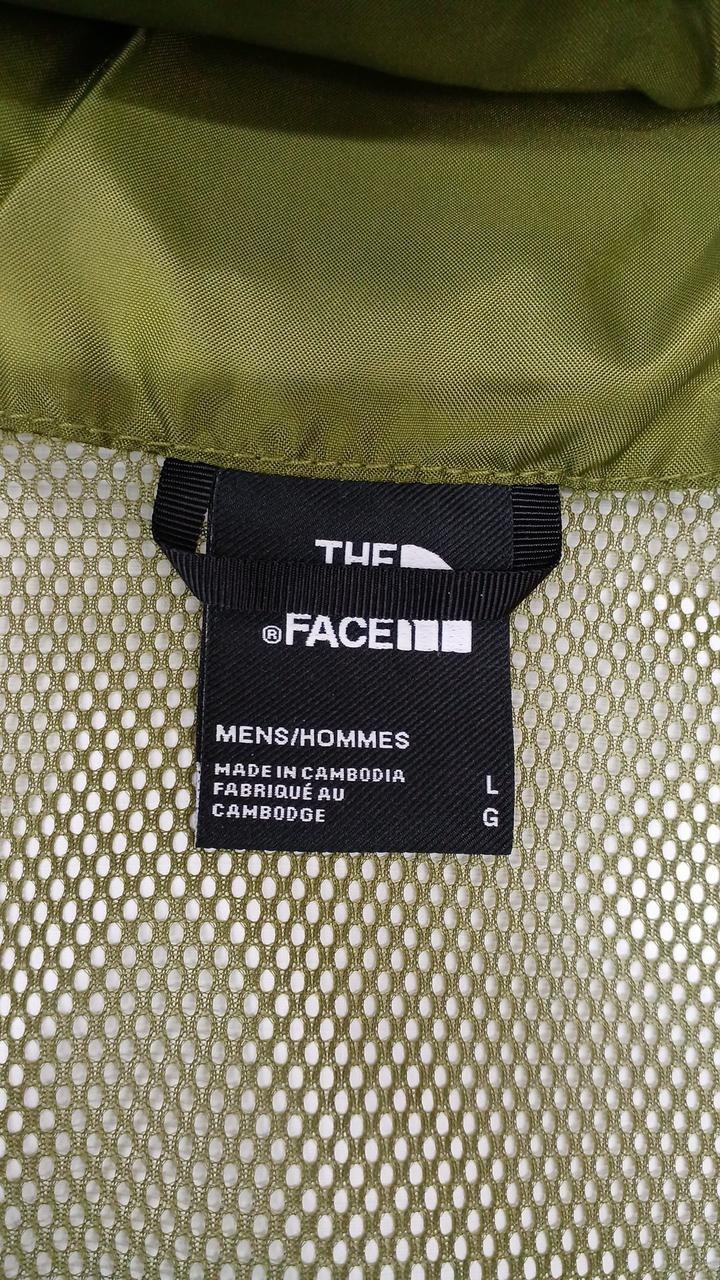 THE
®FACE
MENS/HOMMES
MADE IN CAMBODIA
FABRIQUÉ AU
CAMBODGE
L
G